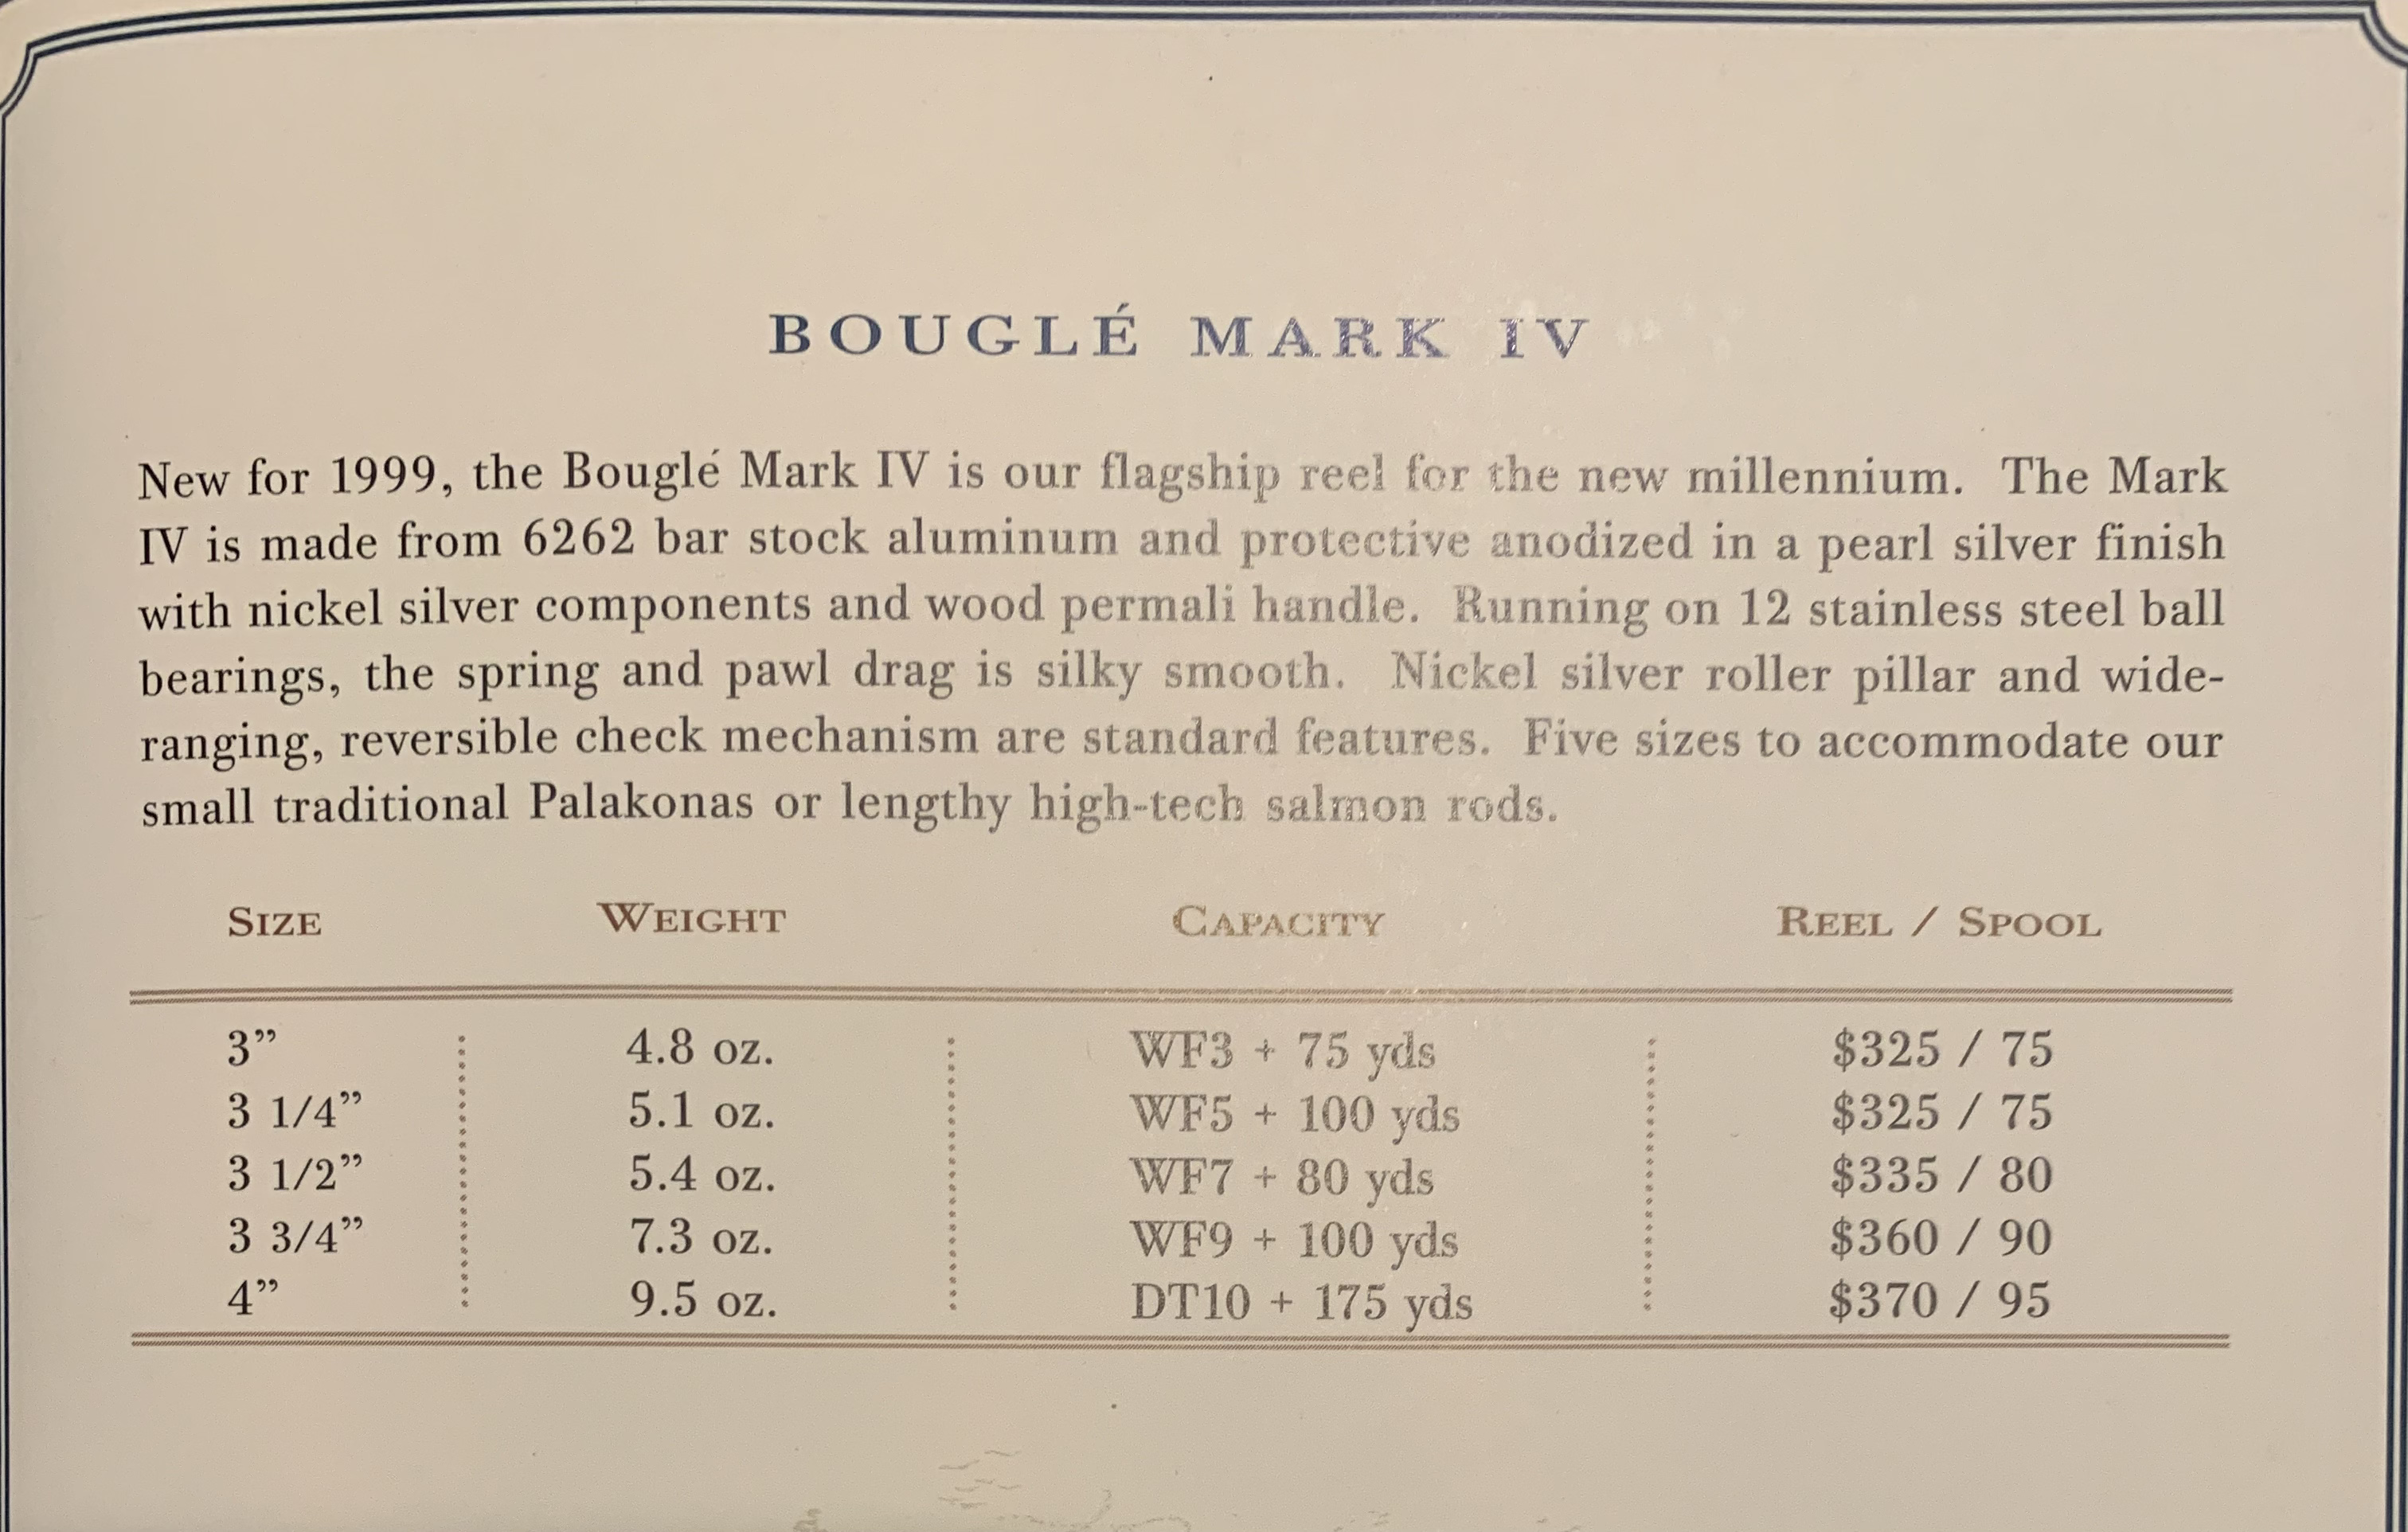 BOUGLÉ MARK IV
New for 1999, the Bouglé Mark IV is our flagship reel for the new millennium. The Mark
IV is made from 6262 bar stock aluminum and protective anodized in a pearl silver finish
with nickel silver components and wood permali handle. Running on 12 stainless steel ball
bearings, the spring and pawl drag is silky smooth. Nickel silver roller pillar and wide-
ranging, reversible check mechanism are standard features. Five sizes to accommodate our
small traditional Palakonas or lengthy high-tech salmon rods.
SIZE WEIGHT CAPACITY REEL / SPOOL
3” 4.8 oz. WF3 + 75 yds $325 / 75
3 1/4” 5.1 oz. WF5 + 100 yds $325 / 75
3 1/2” 5.4 oz. WF7 + 80 yds $335 / 80
3 3/4” 7.3 oz. WF9 + 100 yds $360 / 90
4” 9.5 oz. DT10 + 175 yds $370 / 95